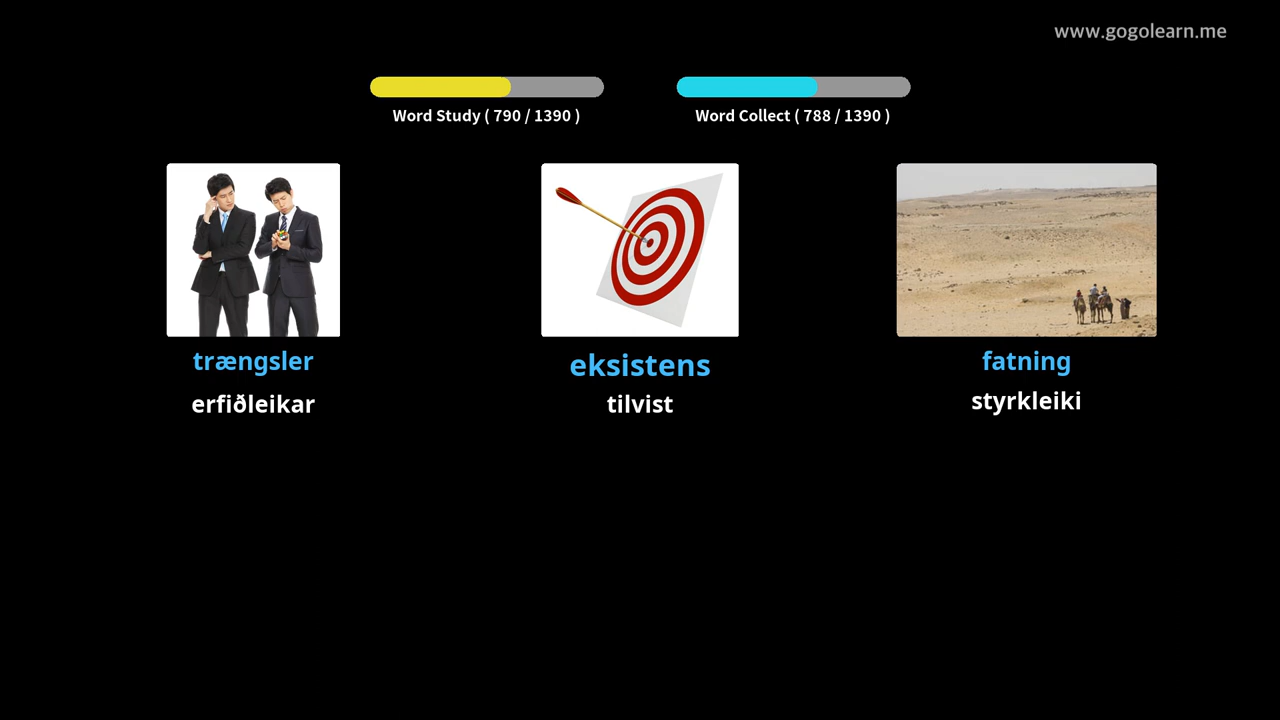 www.gogolearn.me
Word Study ( 790 / 1390 )
Word Collect ( 788 / 1390 )
trængsler
erfiðleikar
eksistens
tilvist
fatning
styrkleiki